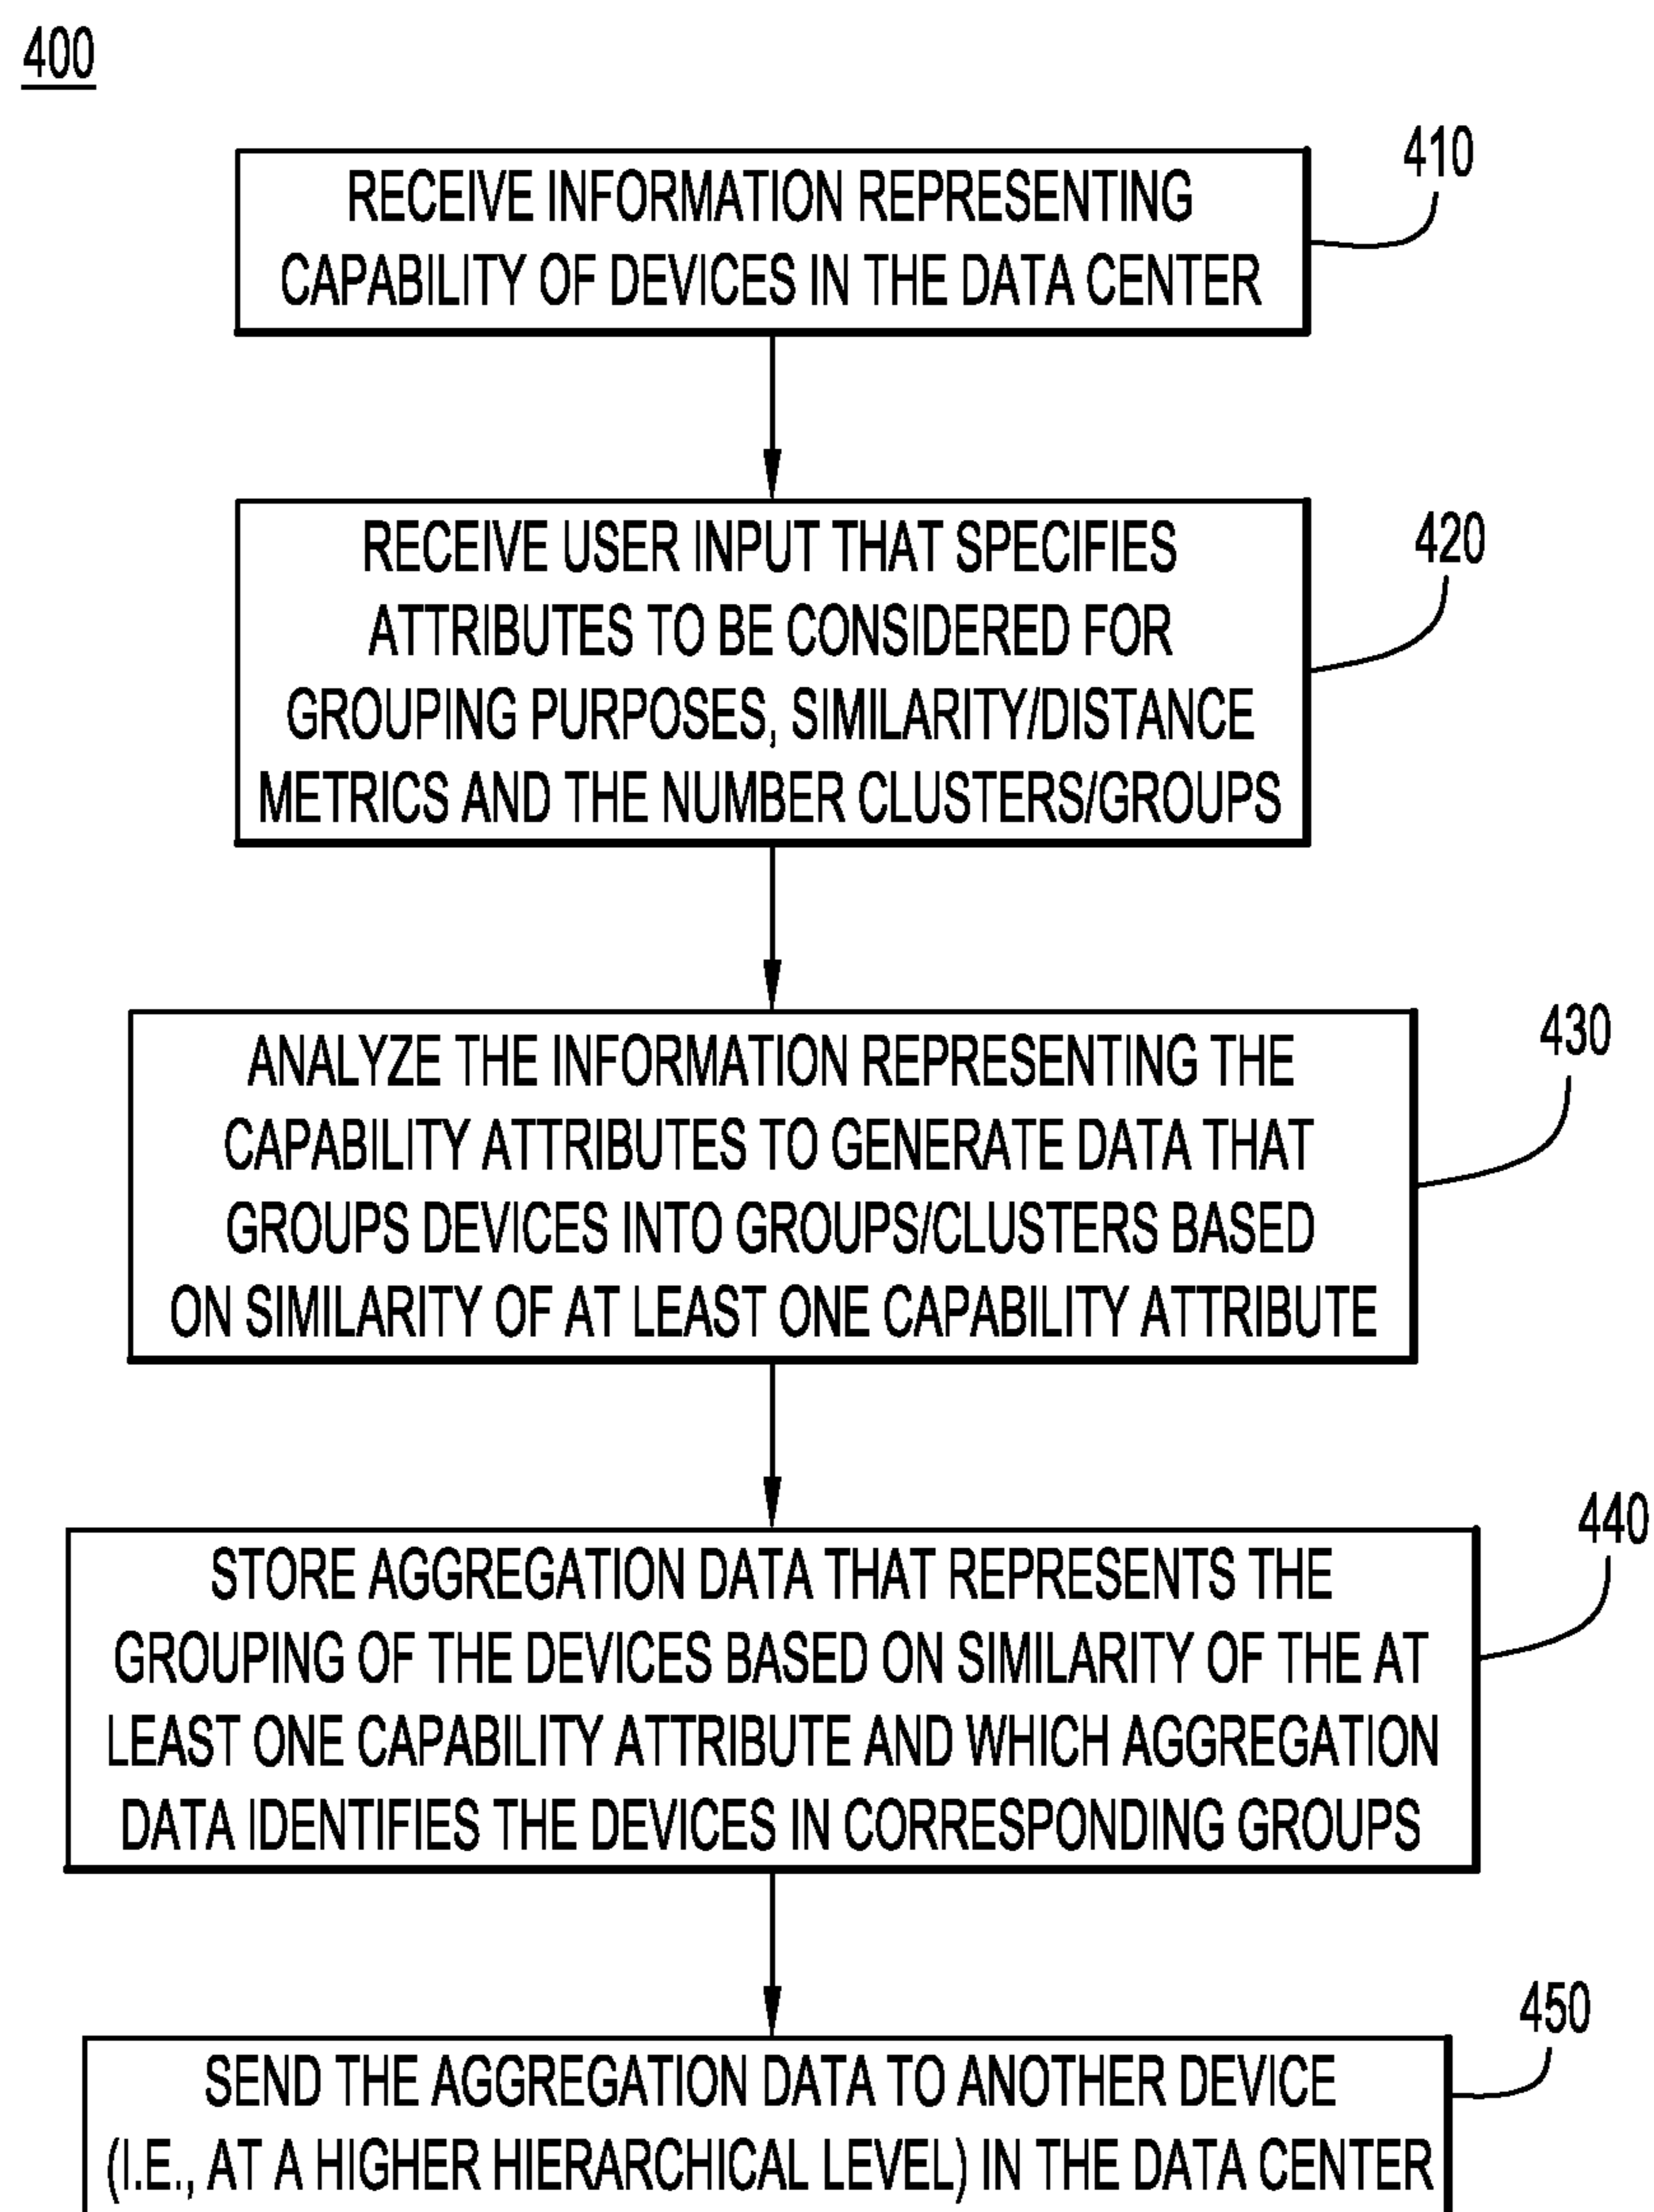 400
410
RECEIVE INFORMATION REPRESENTING
CAPABILITY OF DEVICES IN THE DATA CENTER
420
RECEIVE USER INPUT THAT SPECIFIES
ATTRIBUTES TO BE CONSIDERED FOR
GROUPING PURPOSES, SIMILARITY/DISTANCE
METRICS AND THE NUMBER CLUSTERS/GROUPS
430
ANALYZE THE INFORMATION REPRESENTING THE
CAPABILITY ATTRIBUTES TO GENERATE DATA THAT
GROUPS DEVICES INTO GROUPS/CLUSTERS BASED
ON SIMILARITY OF AT LEAST ONE CAPABILITY ATTRIBUTE
440
STORE AGGREGATION DATA THAT REPRESENTS THE
GROUPING OF THE DEVICES BASED ON SIMILARITY OF THE AT
LEAST ONE CAPABILITY ATTRIBUTE AND WHICH AGGREGATION
DATA IDENTIFIES THE DEVICES IN CORRESPONDING GROUPS
450
SEND THE AGGREGATION DATA TO ANOTHER DEVICE
(I.E., AT A HIGHER HIERARCHICAL LEVEL) IN THE DATA CENTER